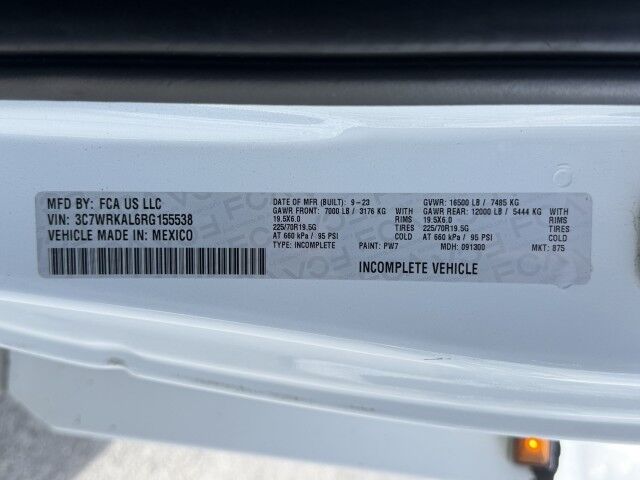 MFD BY: FCA US LLC
VIN: 3C7WRKAL6RG155538
VEHICLE MADE IN: MEXICO
DATE OF MFR (BUILT): 9-23
GAWR FRONT: 7000 LB / 3176 KG WITH
19.5X6.0 RIMS
225/70R19.5G TIRES
AT 660 kPa / 95 PSI COLD
TYPE: INCOMPLETE PAINT: PW7
GVWR: 16500 LB / 7485 KG
GAWR REAR: 12000 LB / 5444 KG WITH
19.5X6.0 RIMS
225/70R19.5G TIRES
AT 660 kPa / 95 PSI COLD
MDH: 091300 MKT: 875
INCOMPLETE VEHICLE